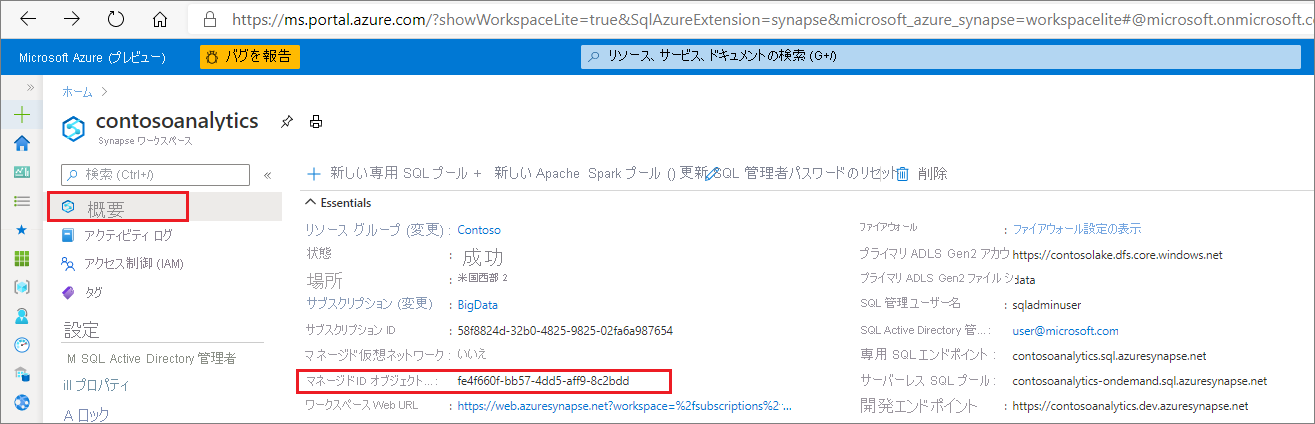 https://ms.portal.azure.com/?showWorkspaceLite=true&SqlAzureExtension=synapse&microsoft_azure_synapse=workspacelite#@microsoft.onmicrosoft.c
Microsoft Azure (プレビュー)
バグを報告
リソース、サービス、ドキュメントの検索 (G+/)
ホーム
contosoanalytics
Synapse ワークスペース
検索 (Ctrl+/)
概要
アクティビティ ログ
アクセス制御 (IAM)
タグ
設定
M SQL Active Directory 管理者
ill プロパティ
A ロック
新しい専用 SQL プール + 新しい Apache Spark プール () 更新 SQL 管理者パスワードのリセット 削除
Essentials
リソース グループ (変更) : Contoso
状態 : 成功
場所 : 米国西部 2
サブスクリプション (変更) : BigData
サブスクリプション ID : 58f8824d-32b0-4825-9825-02fa6a987654
マネージド仮想ネットワーク : いいえ
マネージドID オブジェクト... : fe4f660f-bb57-4dd5-aff9-8c2bdd
ワークスペース Web URL : https://web.azuresynapse.net?workspace=%2fsubscriptions%2···...
ファイアウォール : ファイアウォール設定の表示
プライマリ ADLS Gen2 アカウ https://contosolake.dfs.core.windows.net
プライマリ ADLS Gen2 ファイル シ data
SQL 管理ユーザー名 : sqladminuser
SQL Active Directory 管...: user@microsoft.com
専用 SQL エンドポイント : contosoanalytics.sql.azuresynapse.net
サーバーレス SQL プール : contosoanalytics-ondemand.sql.azuresynapse.net
開発エンドポイント : https://contosoanalytics.dev.azuresynapse.net